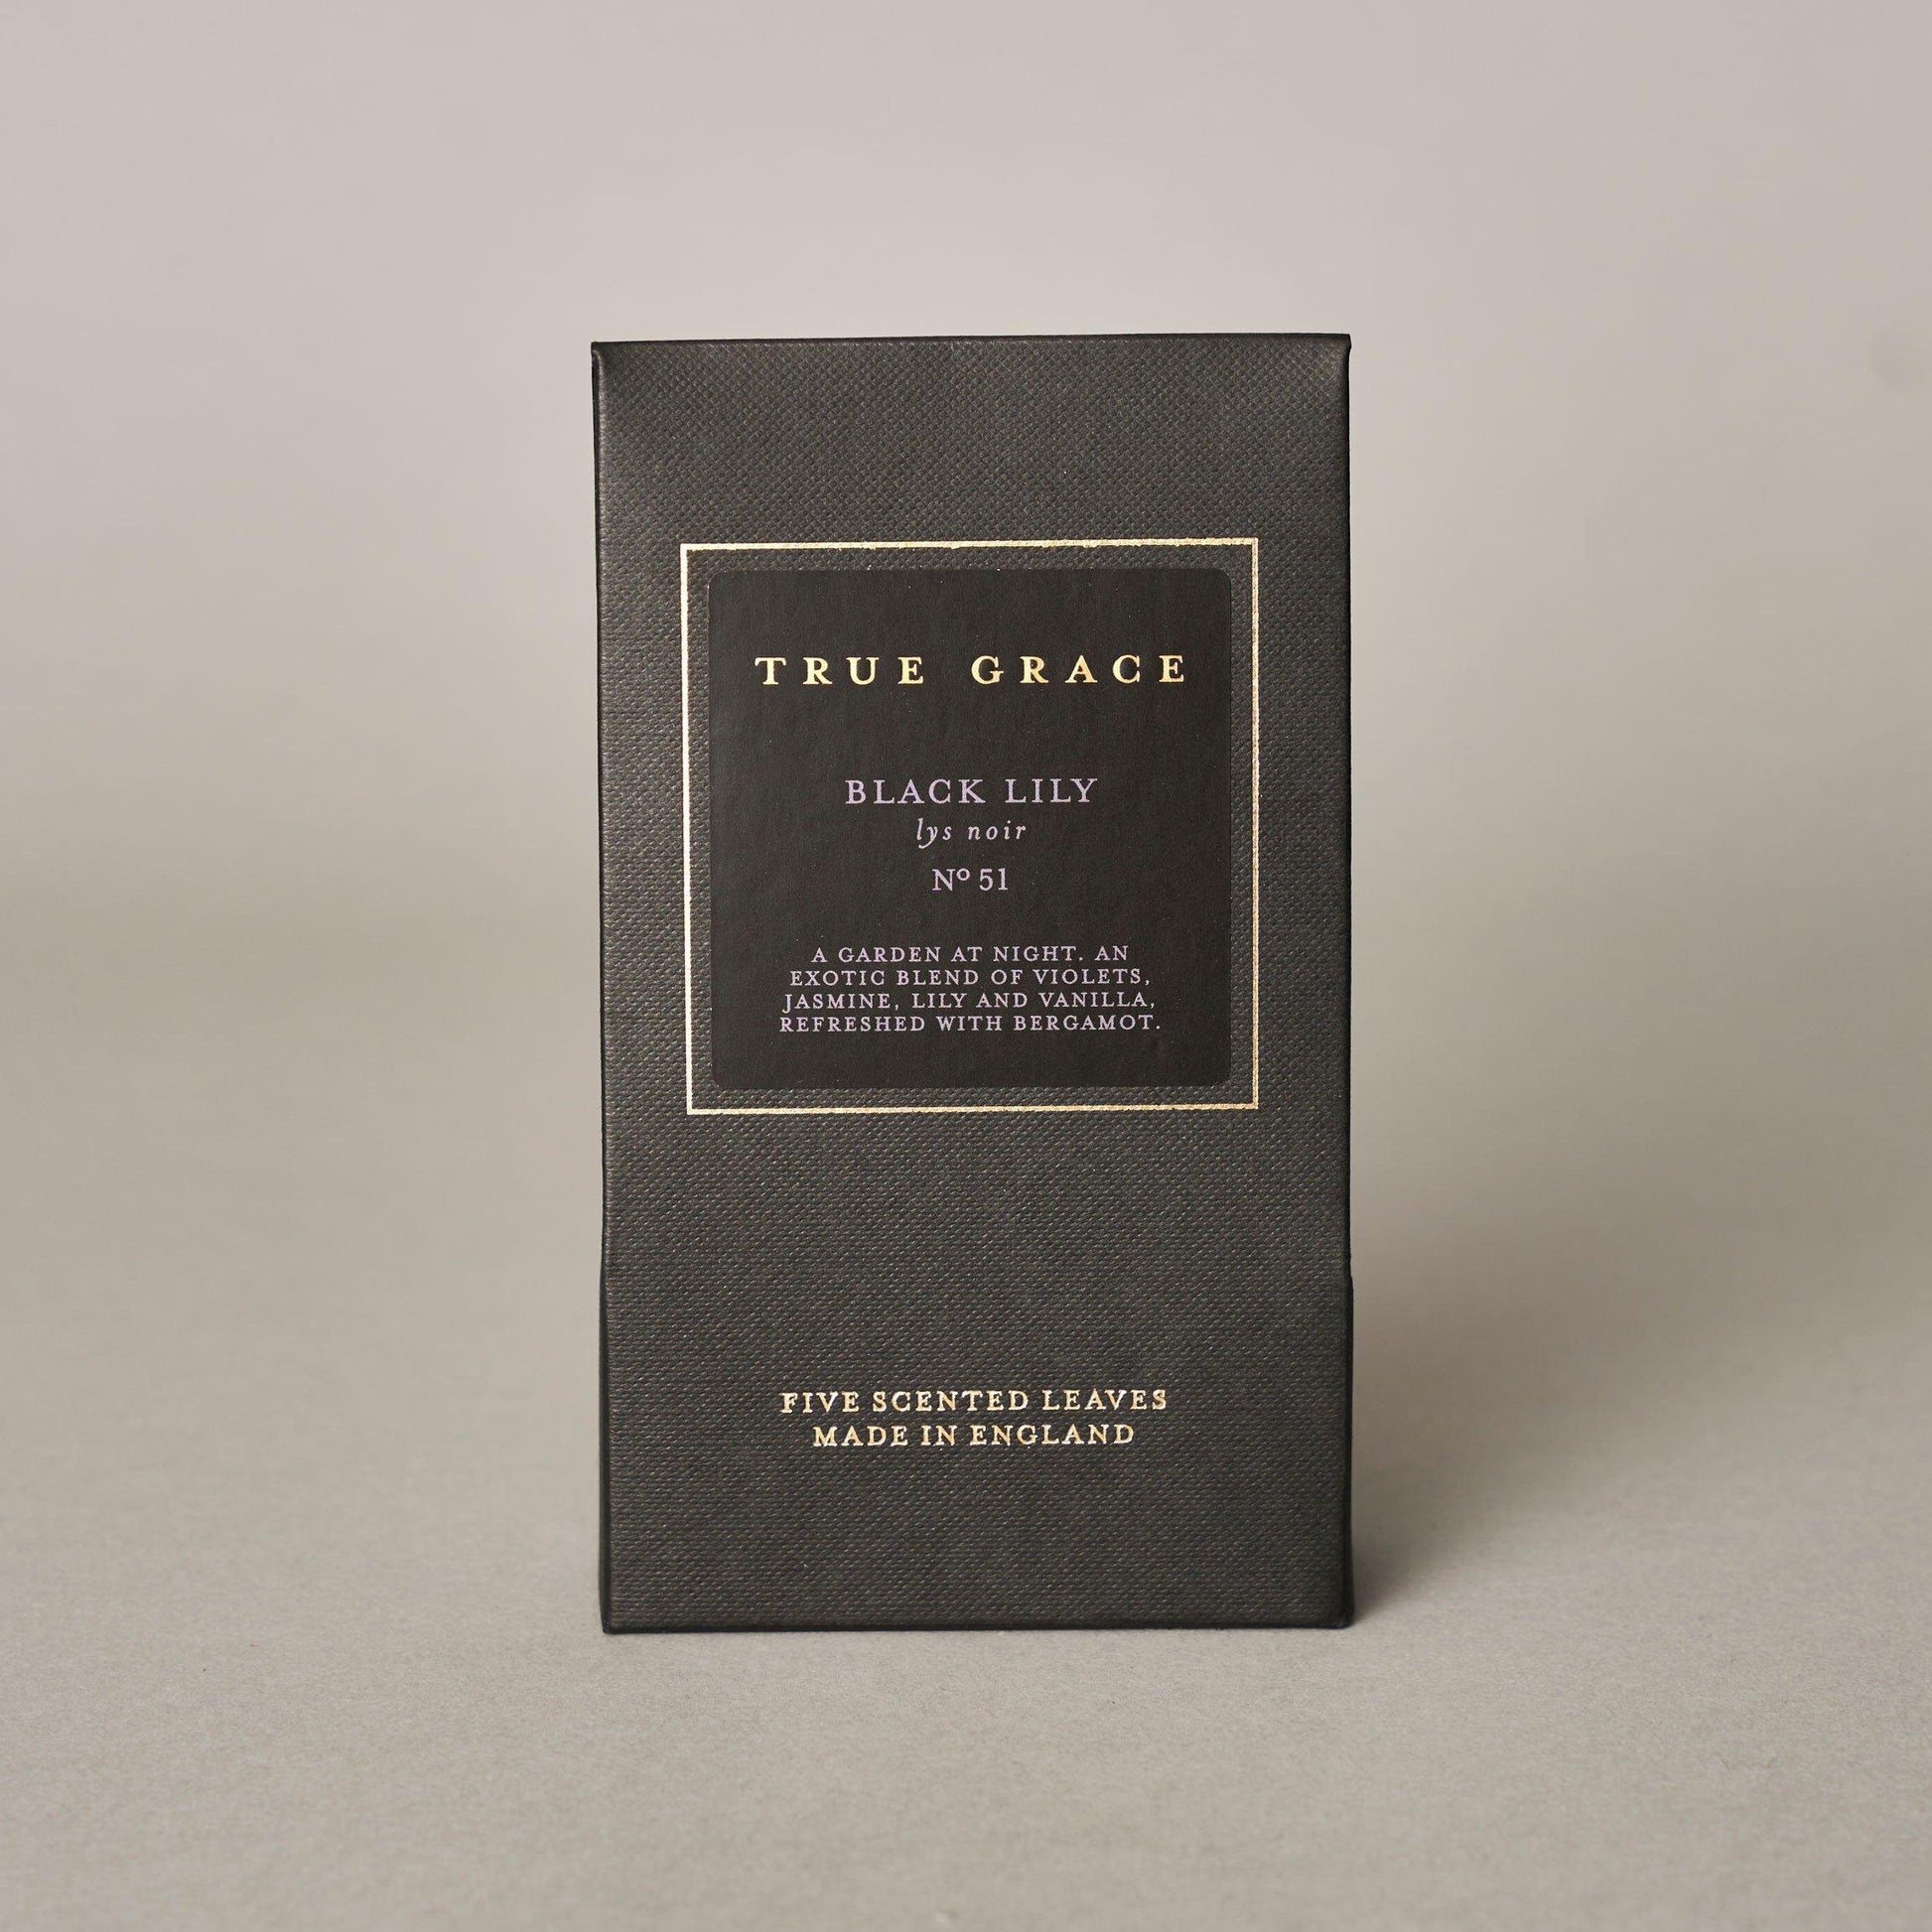 TRUE GRACE
BLACK LILY
lys noir
Nº 51
A GARDEN AT NIGHT. AN
EXOTIC BLEND OF VIOLETS,
JASMINE, LILY AND VANILLA,
REFRESHED WITH BERGAMOT.
FIVE SCENTED LEAVES
MADE IN ENGLAND